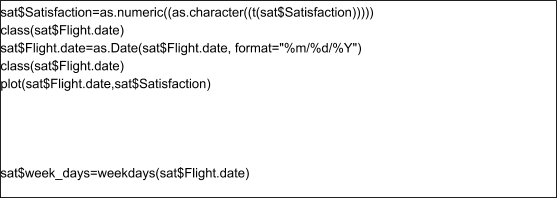 sat$Satisfaction=as.numeric((as.character((t(sat$Satisfaction)))))
class(sat$Flight.date)
sat$Flight.date=as.Date(sat$Flight.date, format="%m/%d/%Y")
class(sat$Flight.date)
plot(sat$Flight.date,sat$Satisfaction)
sat$week_days=weekdays(sat$Flight.date)